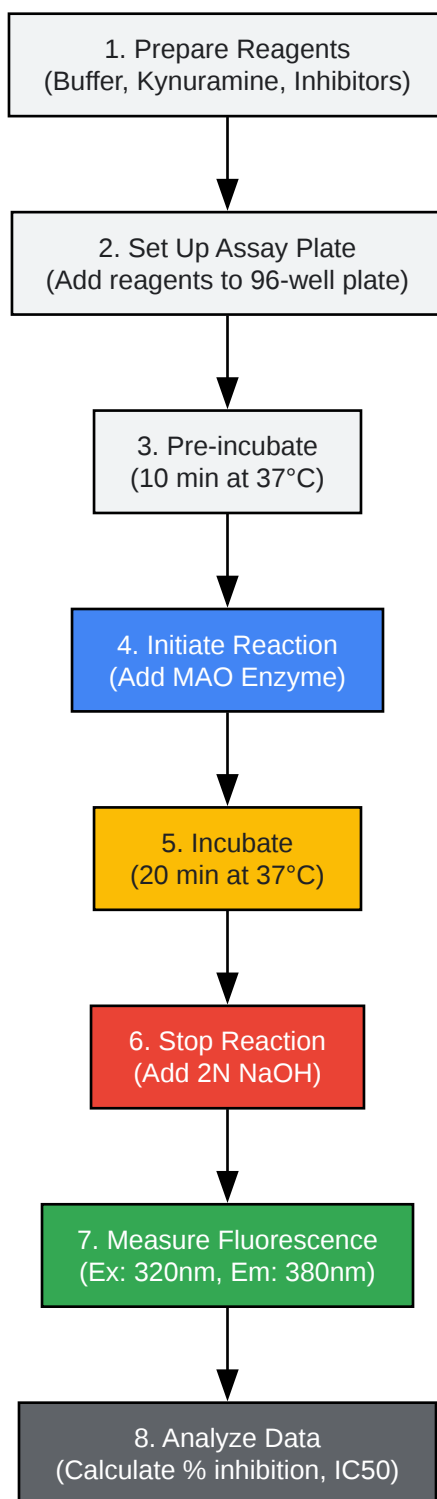 1. Prepare Reagents
(Buffer, Kynuramine, Inhibitors)
2. Set Up Assay Plate
(Add reagents to 96-well plate)
3. Pre-incubate
(10 min at 37°C)
4. Initiate Reaction
(Add MAO Enzyme)
5. Incubate
(20 min at 37°C)
6. Stop Reaction
(Add 2N NaOH)
7. Measure Fluorescence
(Ex: 320nm, Em: 380nm)
8. Analyze Data
(Calculate % inhibition, IC50)